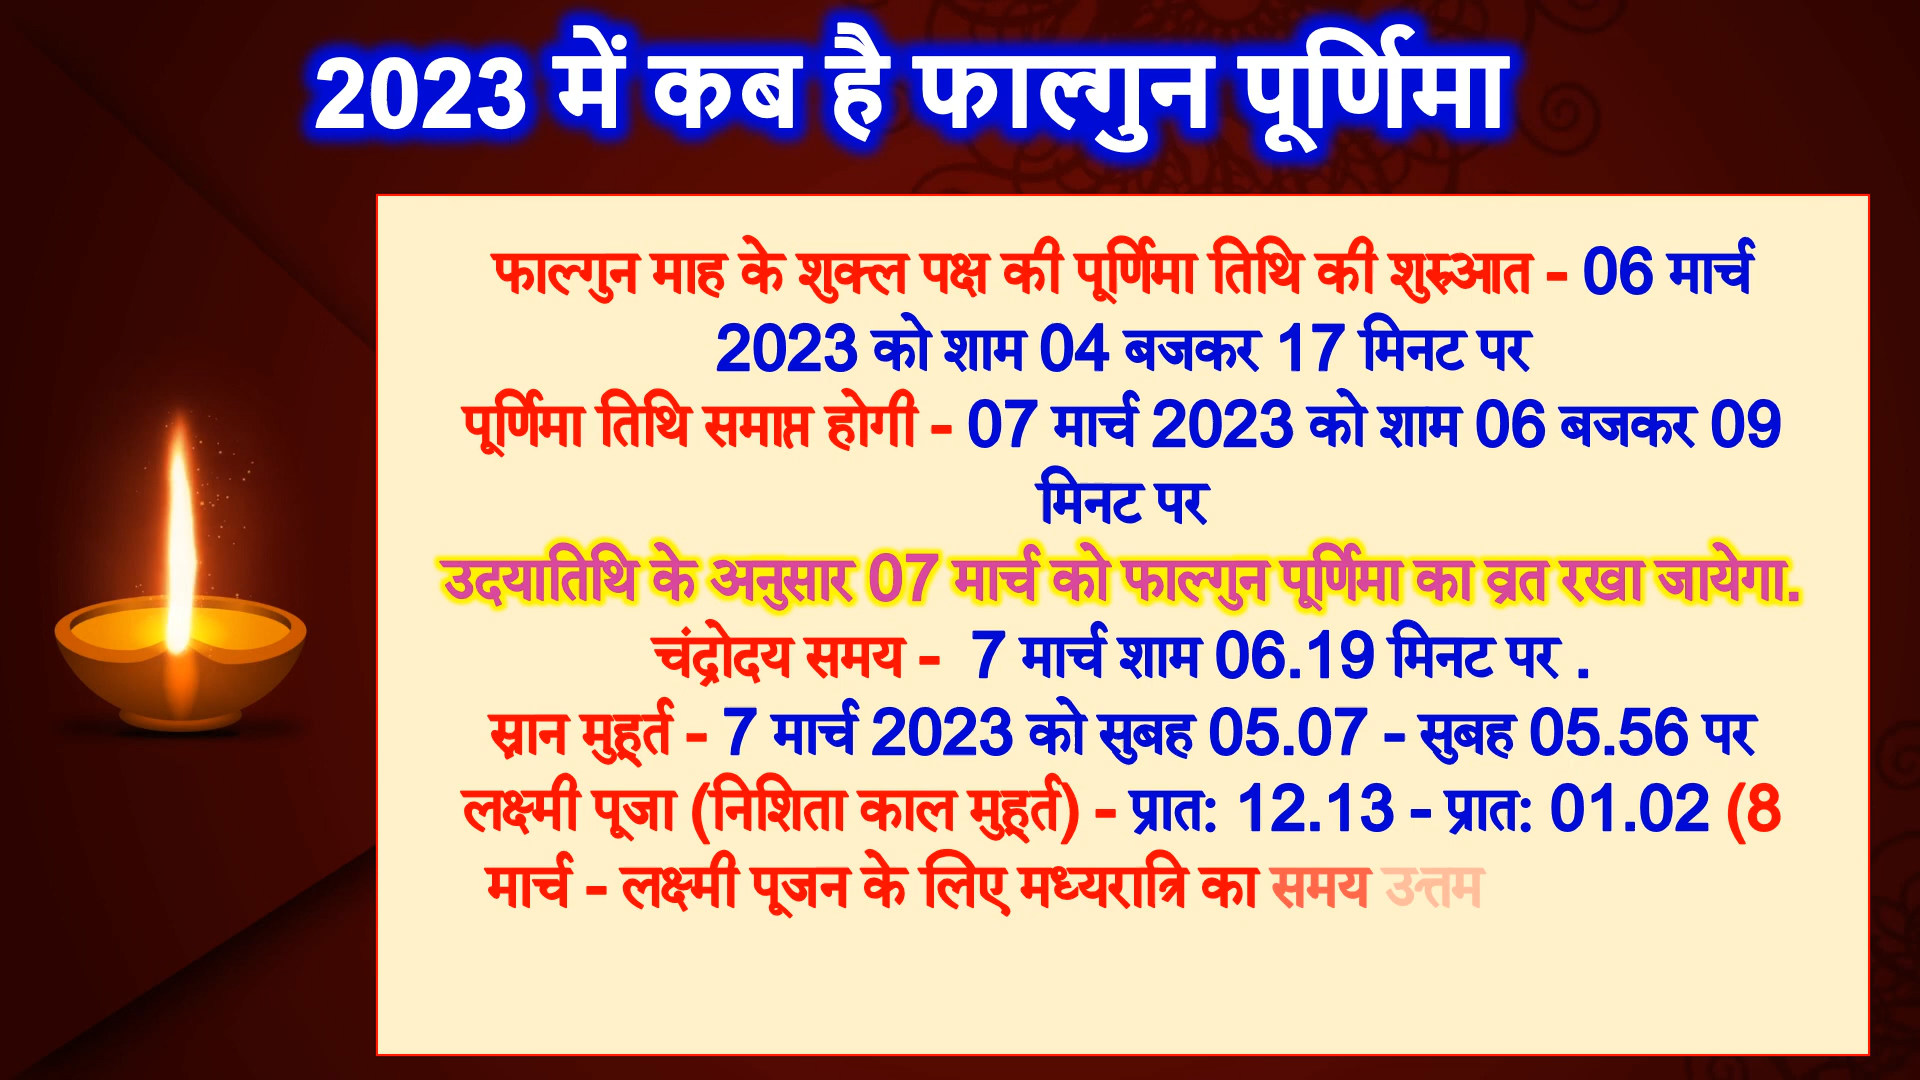 2023 में कब है फाल्गुन पूर्णिमा
फाल्गुन माह के शुक्ल पक्ष की पूर्णिमा तिथि की शुरूआत - 06 मार्च
2023 को शाम 04 बजकर 17 मिनट पर
पूर्णिमा तिथि समाप्त होगी - 07 मार्च 2023 को शाम 06 बजकर 09
मिनट पर
उदयातिथि के अनुसार 07 मार्च को फाल्गुन पूर्णिमा का व्रत रखा जायेगा.
चंद्रोदय समय - 7 मार्च शाम 06.19 मिनट पर .
स्नान मुहूर्त - 7 मार्च 2023 को सुबह 05.07 - सुबह 05.56 पर
लक्ष्मी पूजा (निशिता काल मुहूर्त) - प्रात: 12.13 - प्रात: 01.02 (8
मार्च - लक्ष्मी पूजन के लिए मध्यरात्रि का समय उत्तम